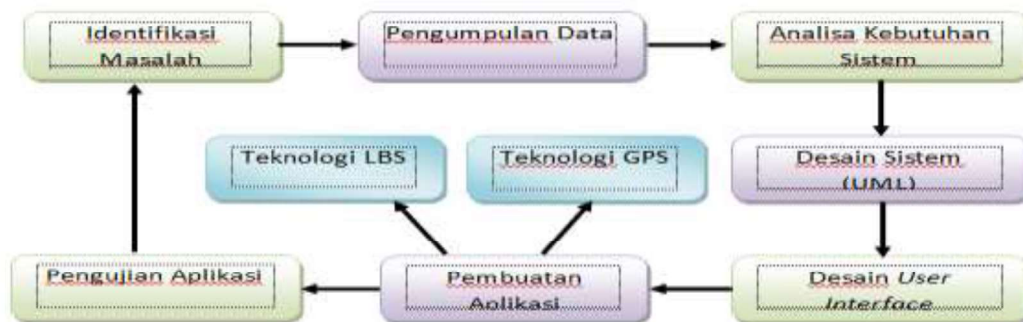 Identifikasi
Masalah
Pengumpulan Data
Analisa Kebutuhan
Sistem
Teknologi LBS
Teknologi GPS
Desain Sistem
(UML)
Pengujian Aplikasi
Pembuatan
Aplikasi
Desain User
Interface